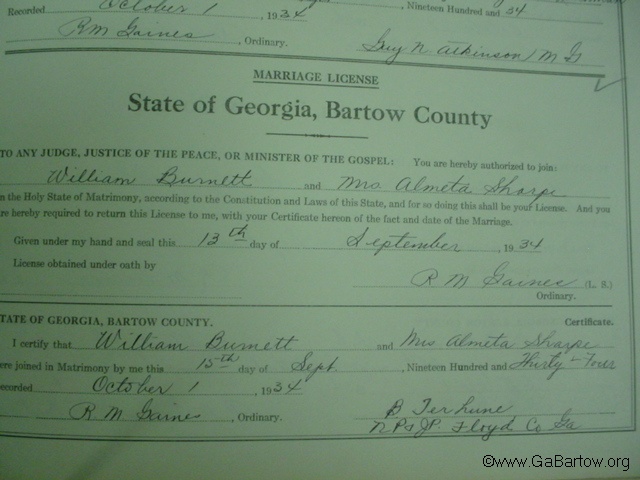 Recorded October 1, 1934, Nineteen Hundred and 34
R M Gaines, Ordinary. Guy N. Atkinson, M G
MARRIAGE LICENSE
State of Georgia, Bartow County
TO ANY JUDGE, JUSTICE OF THE PEACE, OR MINISTER OF THE GOSPEL: You are hereby authorized to join:
William Burnett and Mrs. Almeta Sharpe
n the Holy State of Matrimony, according to the Constitution and Laws of this State, and for so doing this shall be your License. And you
re hereby required to return this License to me, with your Certificate hereon of the fact and date of the Marriage.
Given under my hand and seal this 13th day of September, 1934
License obtained under oath by
R M Gaines (L. S.)
Ordinary.
TATE OF GEORGIA, BARTOW COUNTY. Certificate.
I certify that William Burnett and Mrs Almeta Sharpe
ere joined in Matrimony by me this 15th day of Sept., Nineteen Hundred and Thirty-Four
ecorded October 1, 1934
R M Gaines, Ordinary. B Terhune
N.P. & J.P. Floyd Co Ga
©www.GaBartow.org